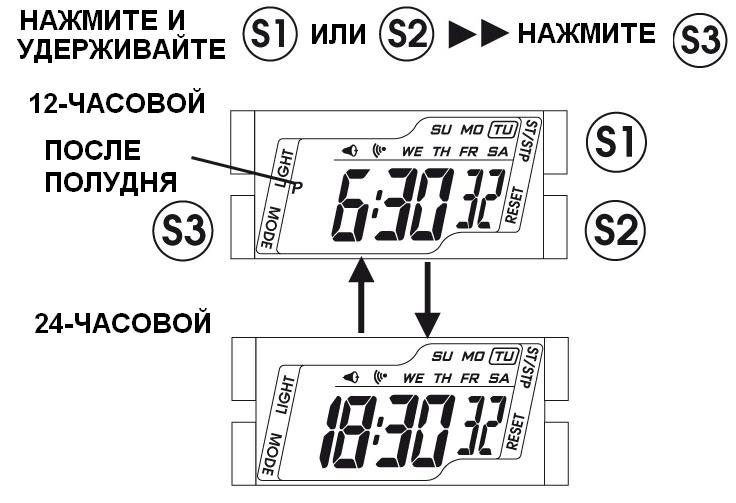 НАЖМИТЕ И
УДЕРЖИВАЙТЕ S1 ИЛИ S2 ►► НАЖМИТЕ S3
12-ЧАСОВОЙ
ПОСЛЕ
ПОЛУДНЯ
LIGHT
MODE
SU MO TU
WE TH FR SA
P
6:30 32
ST/STP
RESET
S1
S3
S2
24-ЧАСОВОЙ
LIGHT
MODE
SU MO TU
WE TH FR SA
18:30 32
ST/STP
RESET